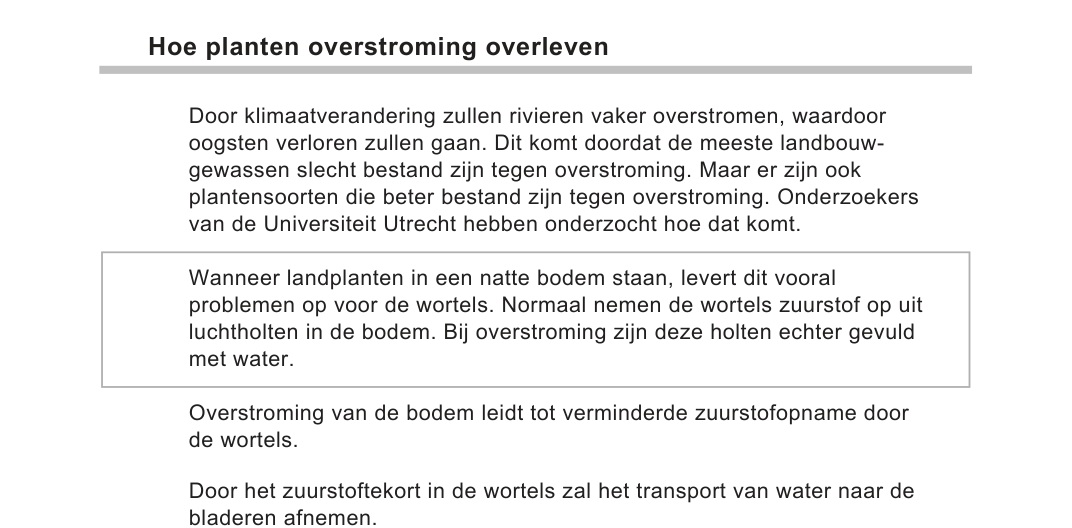 Hoe planten overstroming overleven
Door klimaatverandering zullen rivieren vaker overstromen, waardoor
oogsten verloren zullen gaan. Dit komt doordat de meeste landbouw-
gewassen slecht bestand zijn tegen overstroming. Maar er zijn ook
plantensoorten die beter bestand zijn tegen overstroming. Onderzoekers
van de Universiteit Utrecht hebben onderzocht hoe dat komt.
Wanneer landplanten in een natte bodem staan, levert dit vooral
problemen op voor de wortels. Normaal nemen de wortels zuurstof op uit
luchtholten in de bodem. Bij overstroming zijn deze holten echter gevuld
met water.
Overstroming van de bodem leidt tot verminderde zuurstofopname door
de wortels.
Door het zuurstoftekort in de wortels zal het transport van water naar de
bladeren afnemen.